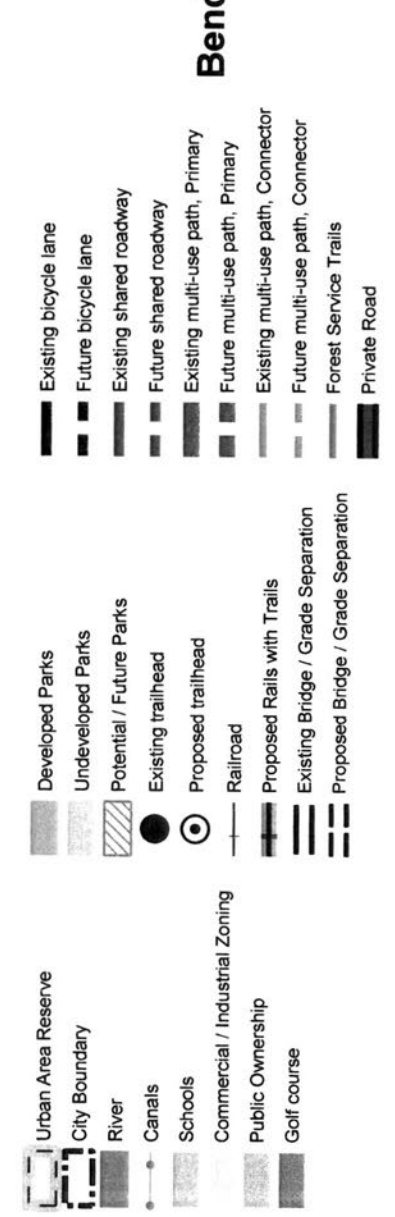 Urban Area Reserve
City Boundary
River
Canals
Schools
Commercial / Industrial Zoning
Public Ownership
Golf course
Developed Parks
Undeveloped Parks
Potential / Future Parks
Existing trailhead
Proposed trailhead
Railroad
Proposed Rails with Trails
Existing Bridge / Grade Separation
Proposed Bridge / Grade Separation
Existing bicycle lane
Future bicycle lane
Existing shared roadway
Future shared roadway
Existing multi-use path, Primary
Future multi-use path, Primary
Existing multi-use path, Connector
Future multi-use path, Connector
Forest Service Trails
Private Road